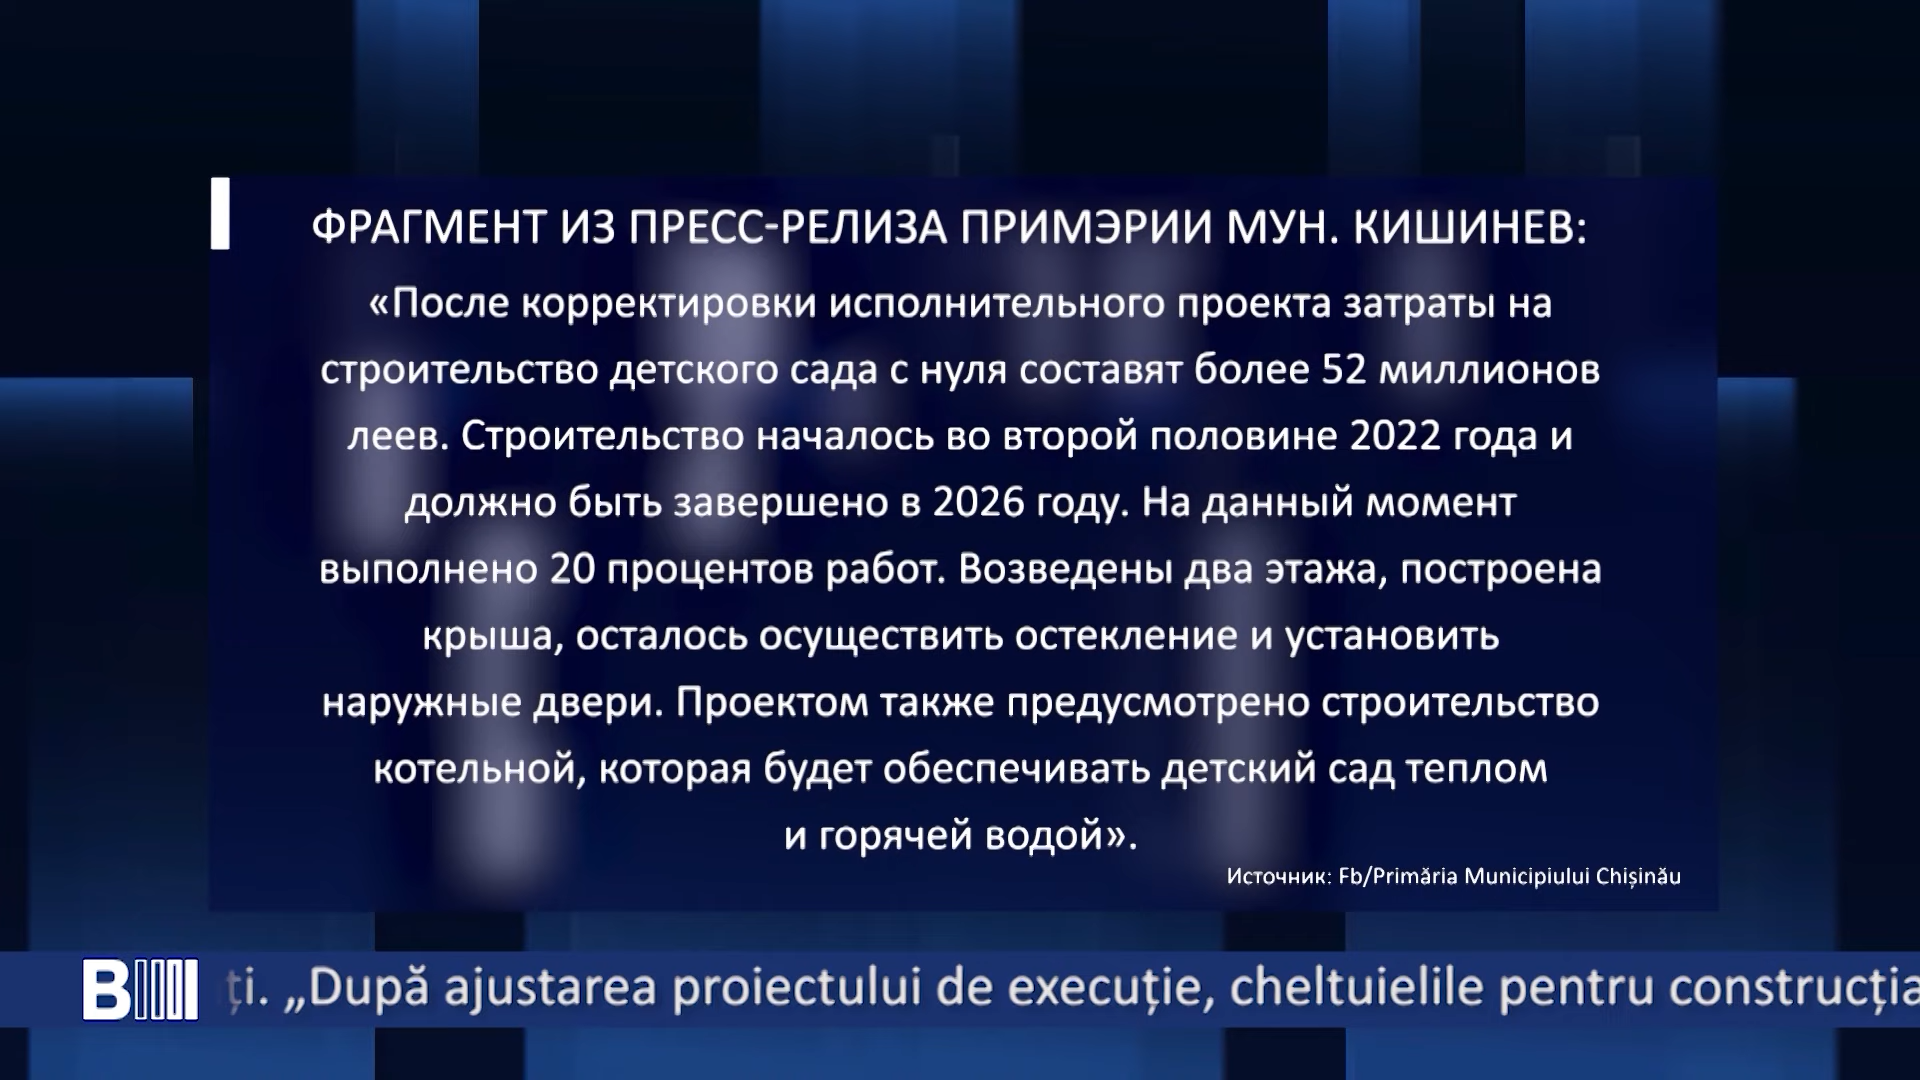 ФРАГМЕНТ ИЗ ПРЕСС-РЕЛИЗА ПРИМЭРИИ МУН. КИШИНЕВ:
«После корректировки исполнительного проекта затраты на
строительство детского сада с нуля составят более 52 миллионов
леев. Строительство началось во второй половине 2022 года и
должно быть завершено в 2026 году. На данный момент
выполнено 20 процентов работ. Возведены два этажа, построена
крыша, осталось осуществить остекление и установить
наружные двери. Проектом также предусмотрено строительство
котельной, которая будет обеспечивать детский сад теплом
и горячей водой».
Источник: Fb/Primăria Municipiului Chișinău
B ți. „După ajustarea proiectului de execuție, cheltuielile pentru construcția